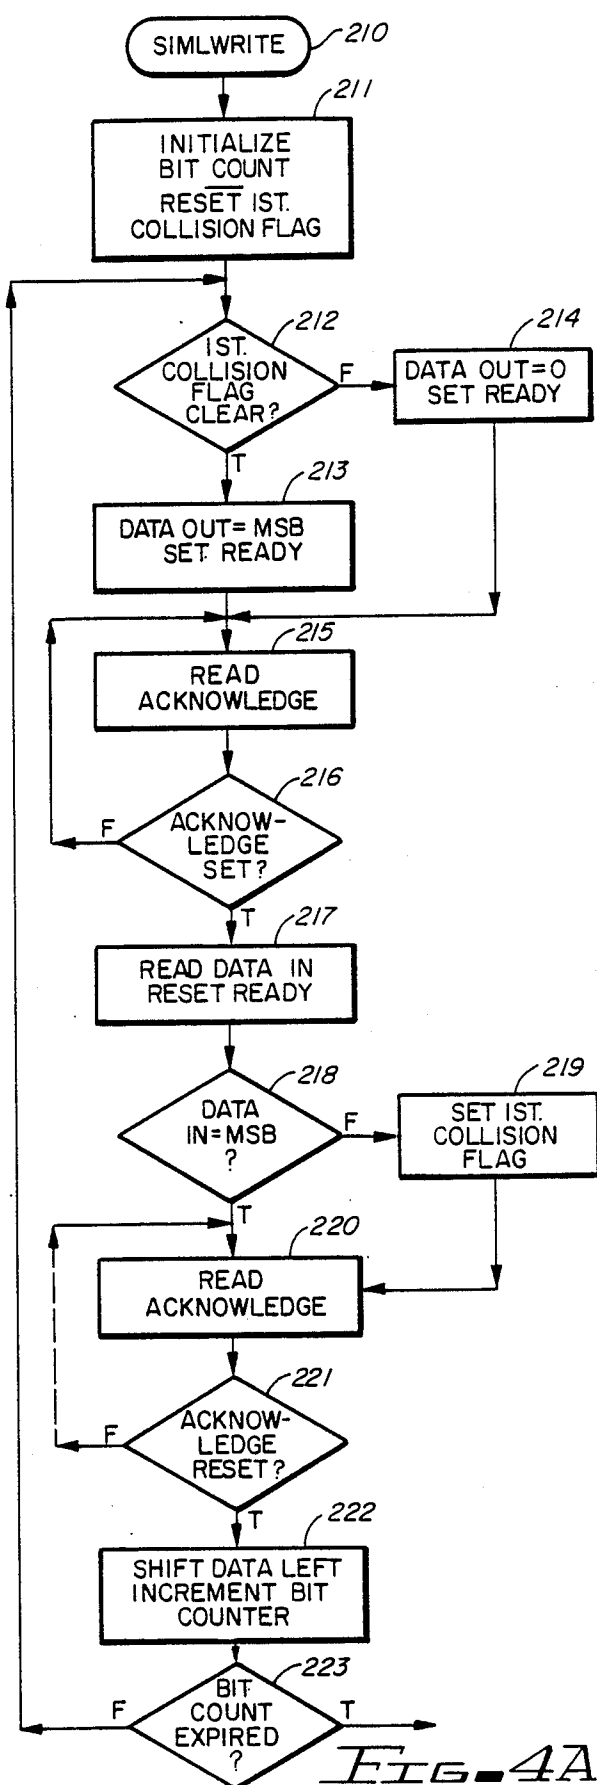 SIMLWRITE
210
211
INITIALIZE
BIT COUNT
RESET IST.
COLLISION FLAG
212
IST.
COLLISION
FLAG
CLEAR?
F
214
DATA OUT=0
SET READY
T
213
DATA OUT= MSB
SET READY
215
READ
ACKNOWLEDGE
216
ACKNOW-
LEDGE
SET?
F
T
217
READ DATA IN
RESET READY
218
DATA
IN=MSB
?
F
219
SET IST.
COLLISION
FLAG
T
220
READ
ACKNOWLEDGE
221
ACKNOW-
LEDGE
RESET?
F
T
222
SHIFT DATA LEFT
INCREMENT BIT
COUNTER
223
BIT
COUNT
EXPIRED
?
F
T
FIG. 4A